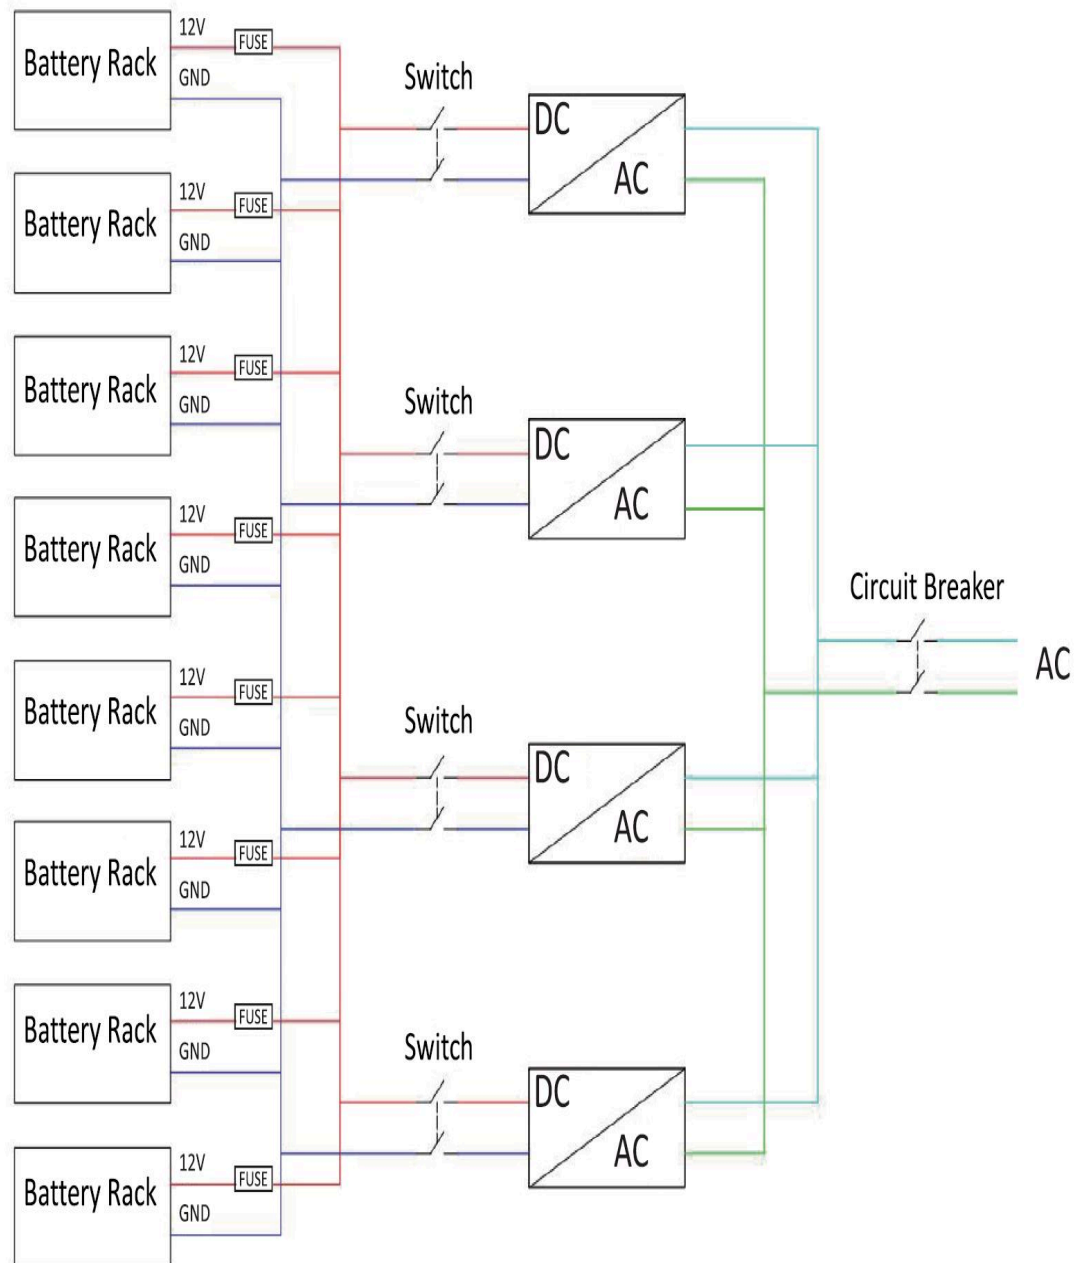 12V
FUSE
Battery Rack
GND
Switch
DC
AC
12V
FUSE
Battery Rack
GND
12V
FUSE
Battery Rack
GND
Switch
DC
AC
12V
FUSE
Battery Rack
GND
Circuit Breaker
AC
12V
FUSE
Battery Rack
GND
Switch
DC
AC
12V
FUSE
Battery Rack
GND
12V
FUSE
Battery Rack
GND
Switch
DC
AC
12V
FUSE
Battery Rack
GND